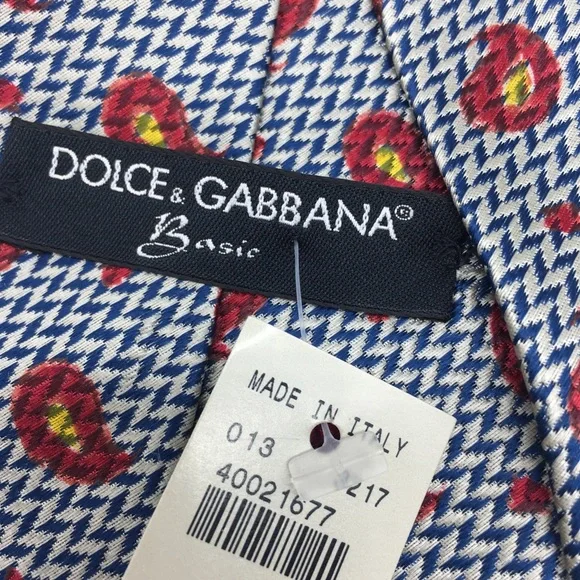 DOLCE & GABBANA®
Basic
MADE IN ITALY
013 217
40021677